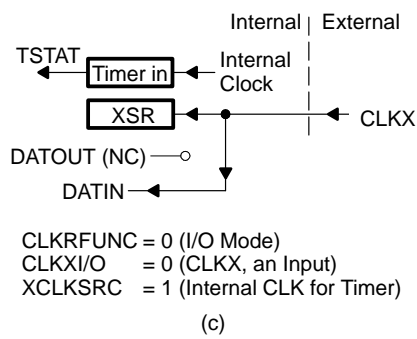 Internal External
TSTAT
Timer in
Internal
Clock
XSR
CLKX
DATOUT (NC)
DATIN
CLKRFUNC = 0 (I/O Mode)
CLKXI/O = 0 (CLKX, an Input)
XCLKSRC = 1 (Internal CLK for Timer)
(c)